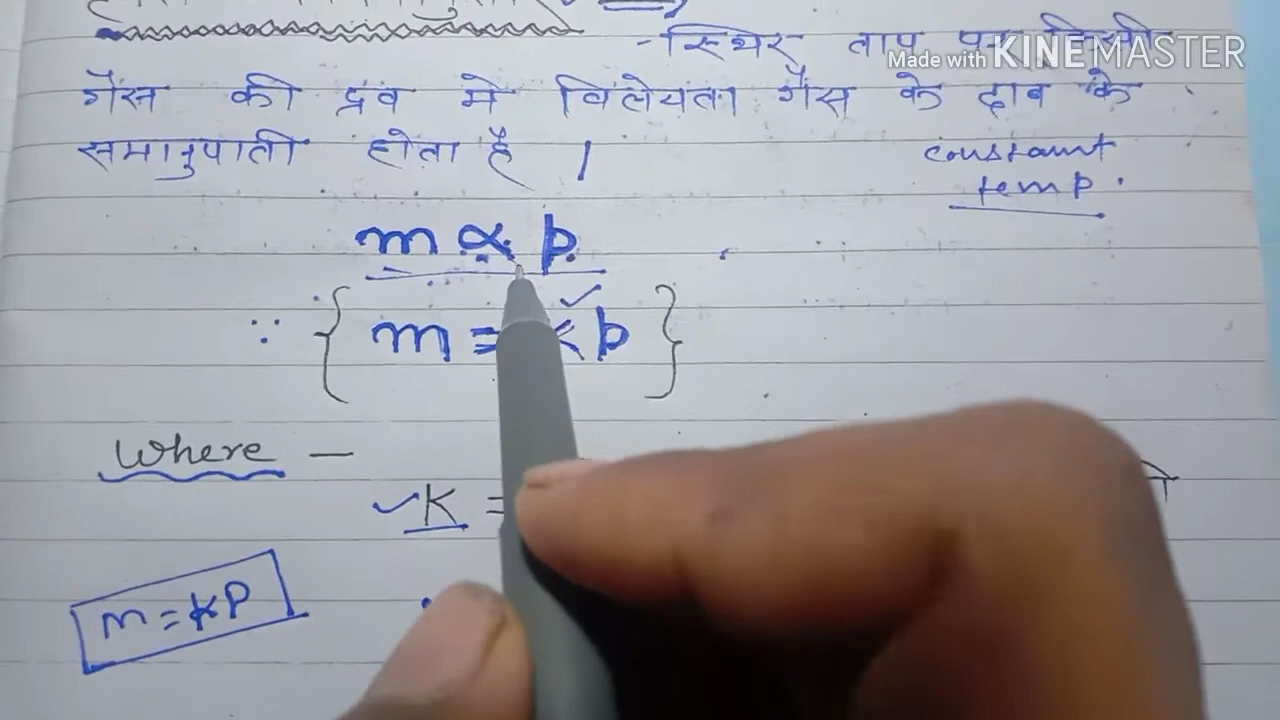 - स्थिर ताप पर किसी
Made with KINEMASTER
गैस की द्रव मे विलेयता गैस के दाब के
समानुपाती होता है ।
constant
temp.
m ∝ p
∵ { m = k p }
Where —
✓K =
m = KP